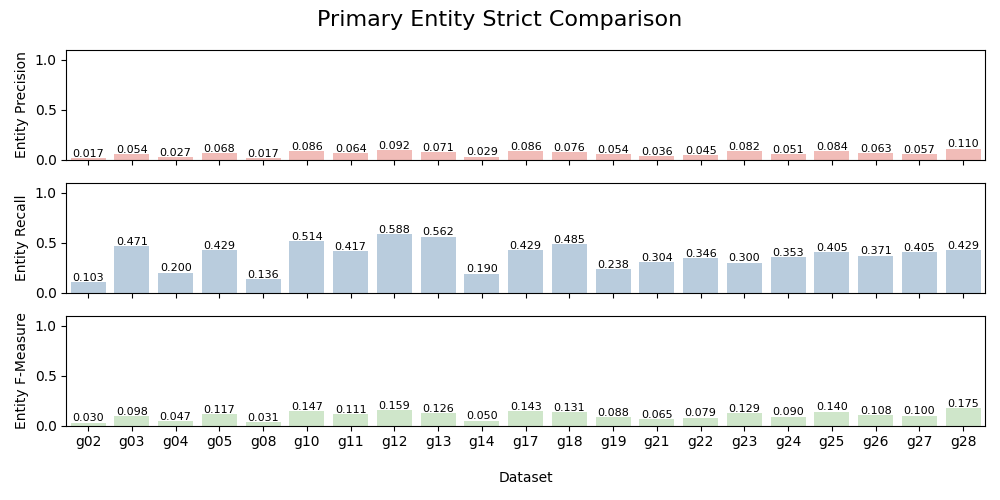 Primary Entity Strict Comparison
Entity Precision
1.0
0.5
0.0
0.017 0.054 0.027 0.068 0.017 0.086 0.064 0.092 0.071 0.029 0.086 0.076 0.054 0.036 0.045 0.082 0.051 0.084 0.063 0.057 0.110
Entity Recall
1.0
0.5
0.0
0.103 0.471 0.200 0.429 0.136 0.514 0.417 0.588 0.562 0.190 0.429 0.485 0.238 0.304 0.346 0.300 0.353 0.405 0.371 0.405 0.429
Entity F-Measure
1.0
0.5
0.0
0.030 0.098 0.047 0.117 0.031 0.147 0.111 0.159 0.126 0.050 0.143 0.131 0.088 0.065 0.079 0.129 0.090 0.140 0.108 0.100 0.175
g02 g03 g04 g05 g08 g10 g11 g12 g13 g14 g17 g18 g19 g21 g22 g23 g24 g25 g26 g27 g28
Dataset